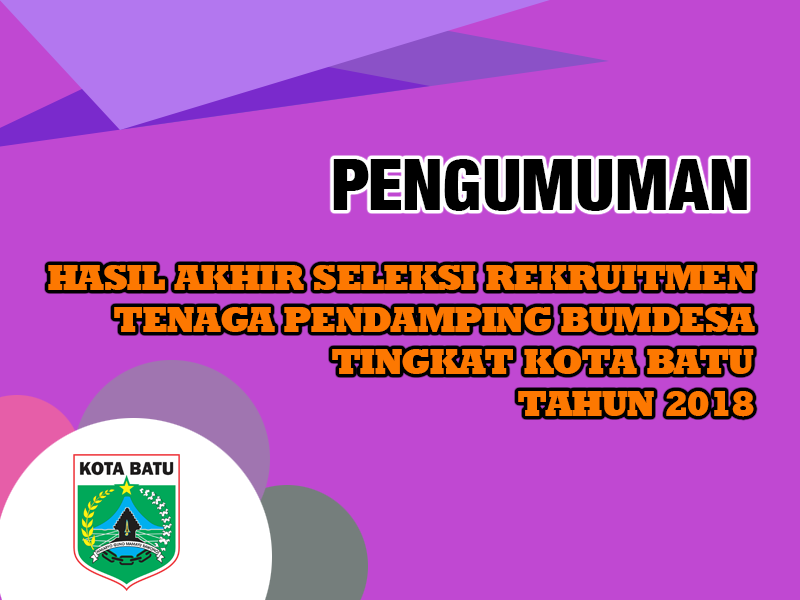 PENGUMUMAN
HASIL AKHIR SELEKSI REKRUITMEN
TENAGA PENDAMPING BUMDESA
TINGKAT KOTA BATU
TAHUN 2018
KOTA BATU